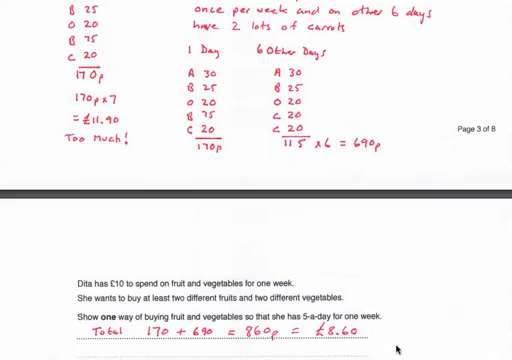 B 25
O 20
B 75
C 20
170p
170p x 7
= £11.90
Too Much!
once per week and on other 6 days
have 2 lots of carrots
1 Day
A 30
B 25
O 20
B 75
C 20
170p
6 Other Days
A 30
B 25
O 20
C 20
C 20
115 x 6 = 690p
Page 3 of 8
Dita has £10 to spend on fruit and vegetables for one week.
She wants to buy at least two different fruits and two different vegetables.
Show one way of buying fruit and vegetables so that she has 5-a-day for one week.
Total 170 + 690 = 860p = £8.60